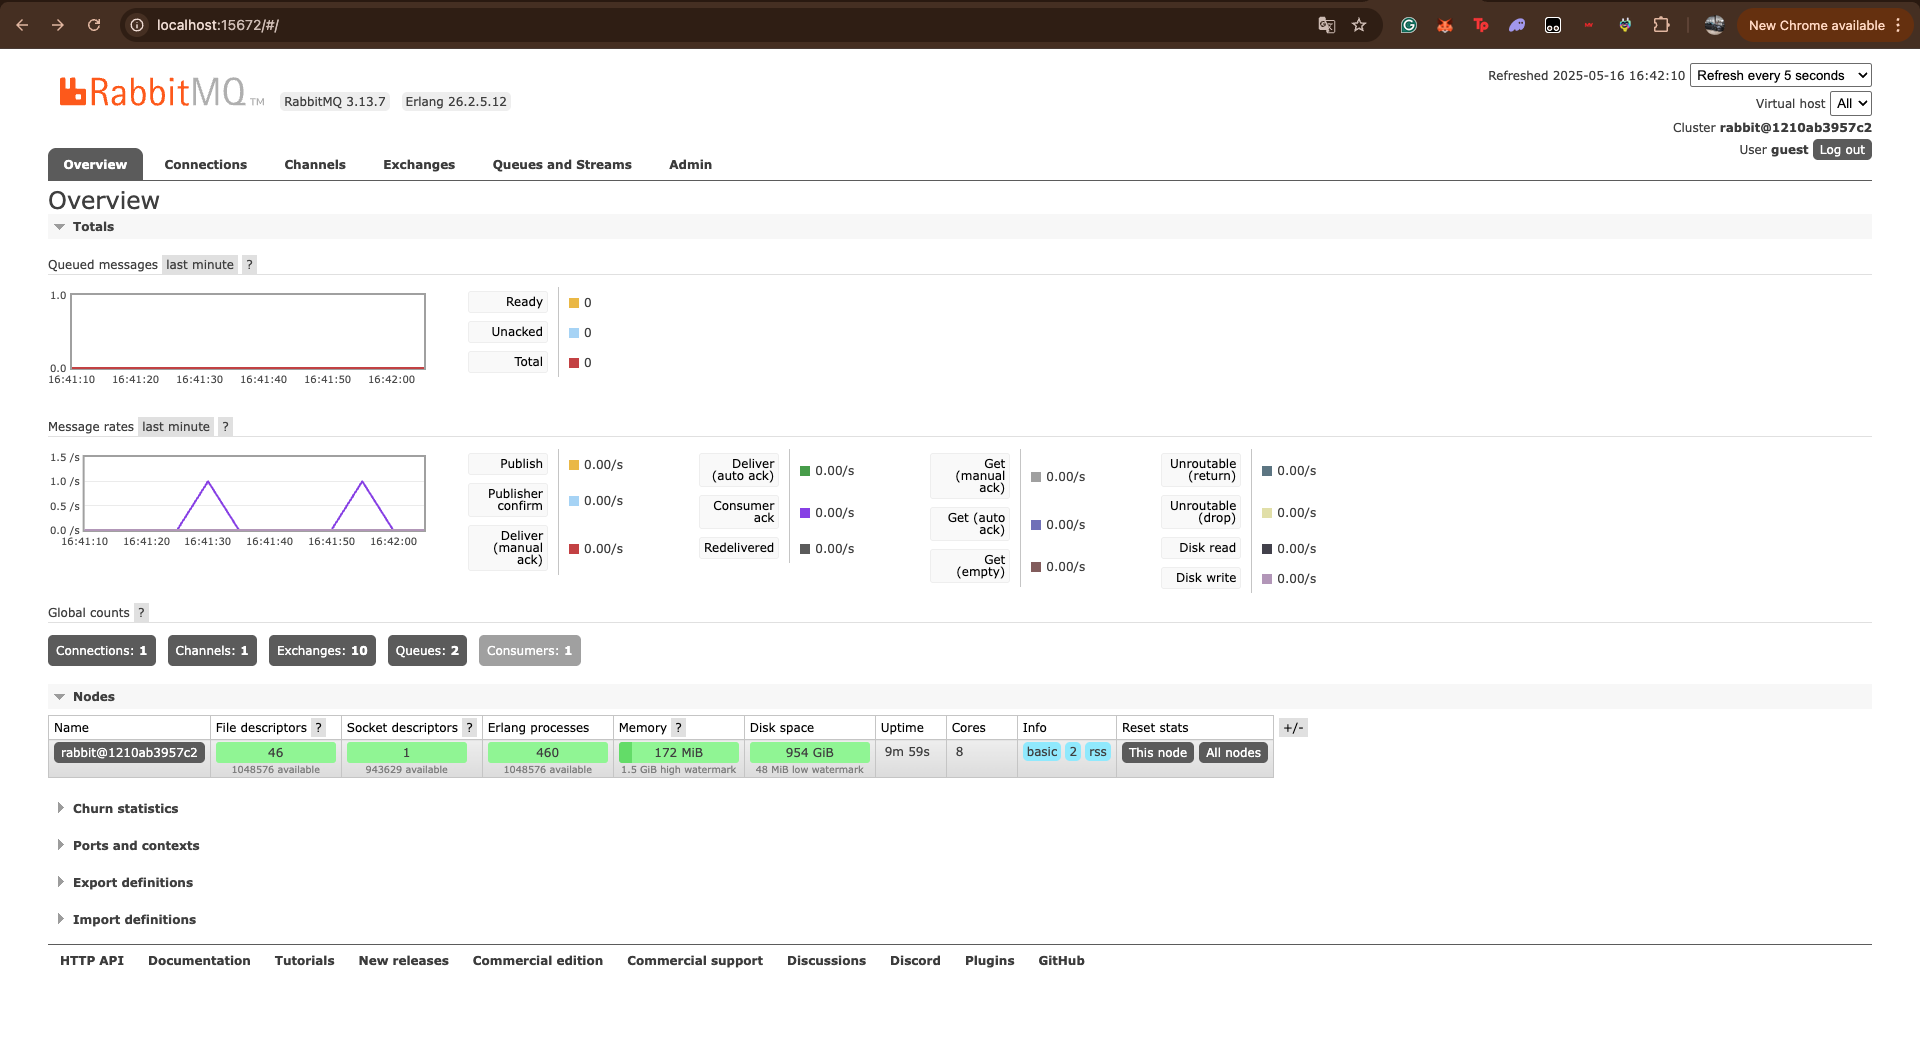 localhost:15672/#/
New Chrome available
RabbitMQ TM
RabbitMQ 3.13.7
Erlang 26.2.5.12
Refreshed 2025-05-16 16:42:10
Refresh every 5 seconds
Virtual host All
Cluster rabbit@1210ab3957c2
User guest Log out
Overview Connections Channels Exchanges Queues and Streams Admin
Overview
Totals
Queued messages last minute ?
1.0
0.0
16:41:10 16:41:20 16:41:30 16:41:40 16:41:50 16:42:00
Ready 0
Unacked 0
Total 0
Message rates last minute ?
1.5 /s
1.0 /s
0.5 /s
0.0 /s
16:41:10 16:41:20 16:41:30 16:41:40 16:41:50 16:42:00
Publish 0.00/s
Publisher
confirm 0.00/s
Deliver
(manual
ack) 0.00/s
Deliver
(auto ack) 0.00/s
Consumer
ack 0.00/s
Redelivered 0.00/s
Get
(manual
ack) 0.00/s
Get (auto
ack) 0.00/s
Get
(empty) 0.00/s
Unroutable
(return) 0.00/s
Unroutable
(drop) 0.00/s
Disk read 0.00/s
Disk write 0.00/s
Global counts ?
Connections: 1 Channels: 1 Exchanges: 10 Queues: 2 Consumers: 1
Nodes
Name File descriptors ? Socket descriptors ? Erlang processes Memory ? Disk space Uptime Cores Info Reset stats +/-
rabbit@1210ab3957c2 46 1 460 172 MiB 954 GiB 9m 59s 8 basic 2 rss This node All nodes
1048576 available 943629 available 1048576 available 1.5 GiB high watermark 48 MiB low watermark
Churn statistics
Ports and contexts
Export definitions
Import definitions
HTTP API Documentation Tutorials New releases Commercial edition Commercial support Discussions Discord Plugins GitHub